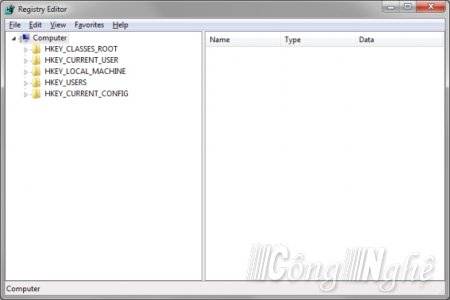 Registry Editor
File Edit View Favorites Help
Computer
HKEY_CLASSES_ROOT
HKEY_CURRENT_USER
HKEY_LOCAL_MACHINE
HKEY_USERS
HKEY_CURRENT_CONFIG
Name Type Data
Công Nghệ
Computer